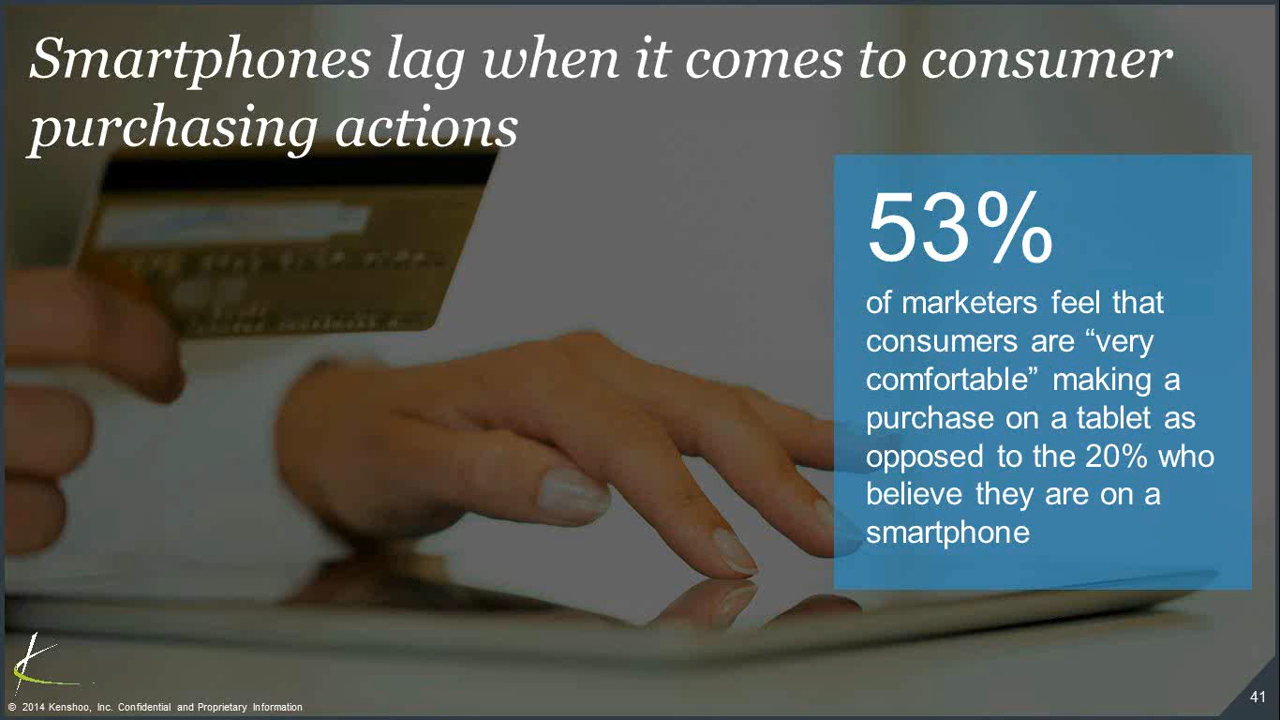 Smartphones lag when it comes to consumer
purchasing actions
53%
of marketers feel that
consumers are “very
comfortable” making a
purchase on a tablet as
opposed to the 20% who
believe they are on a
smartphone
© 2014 Kenshoo, Inc. Confidential and Proprietary Information
41